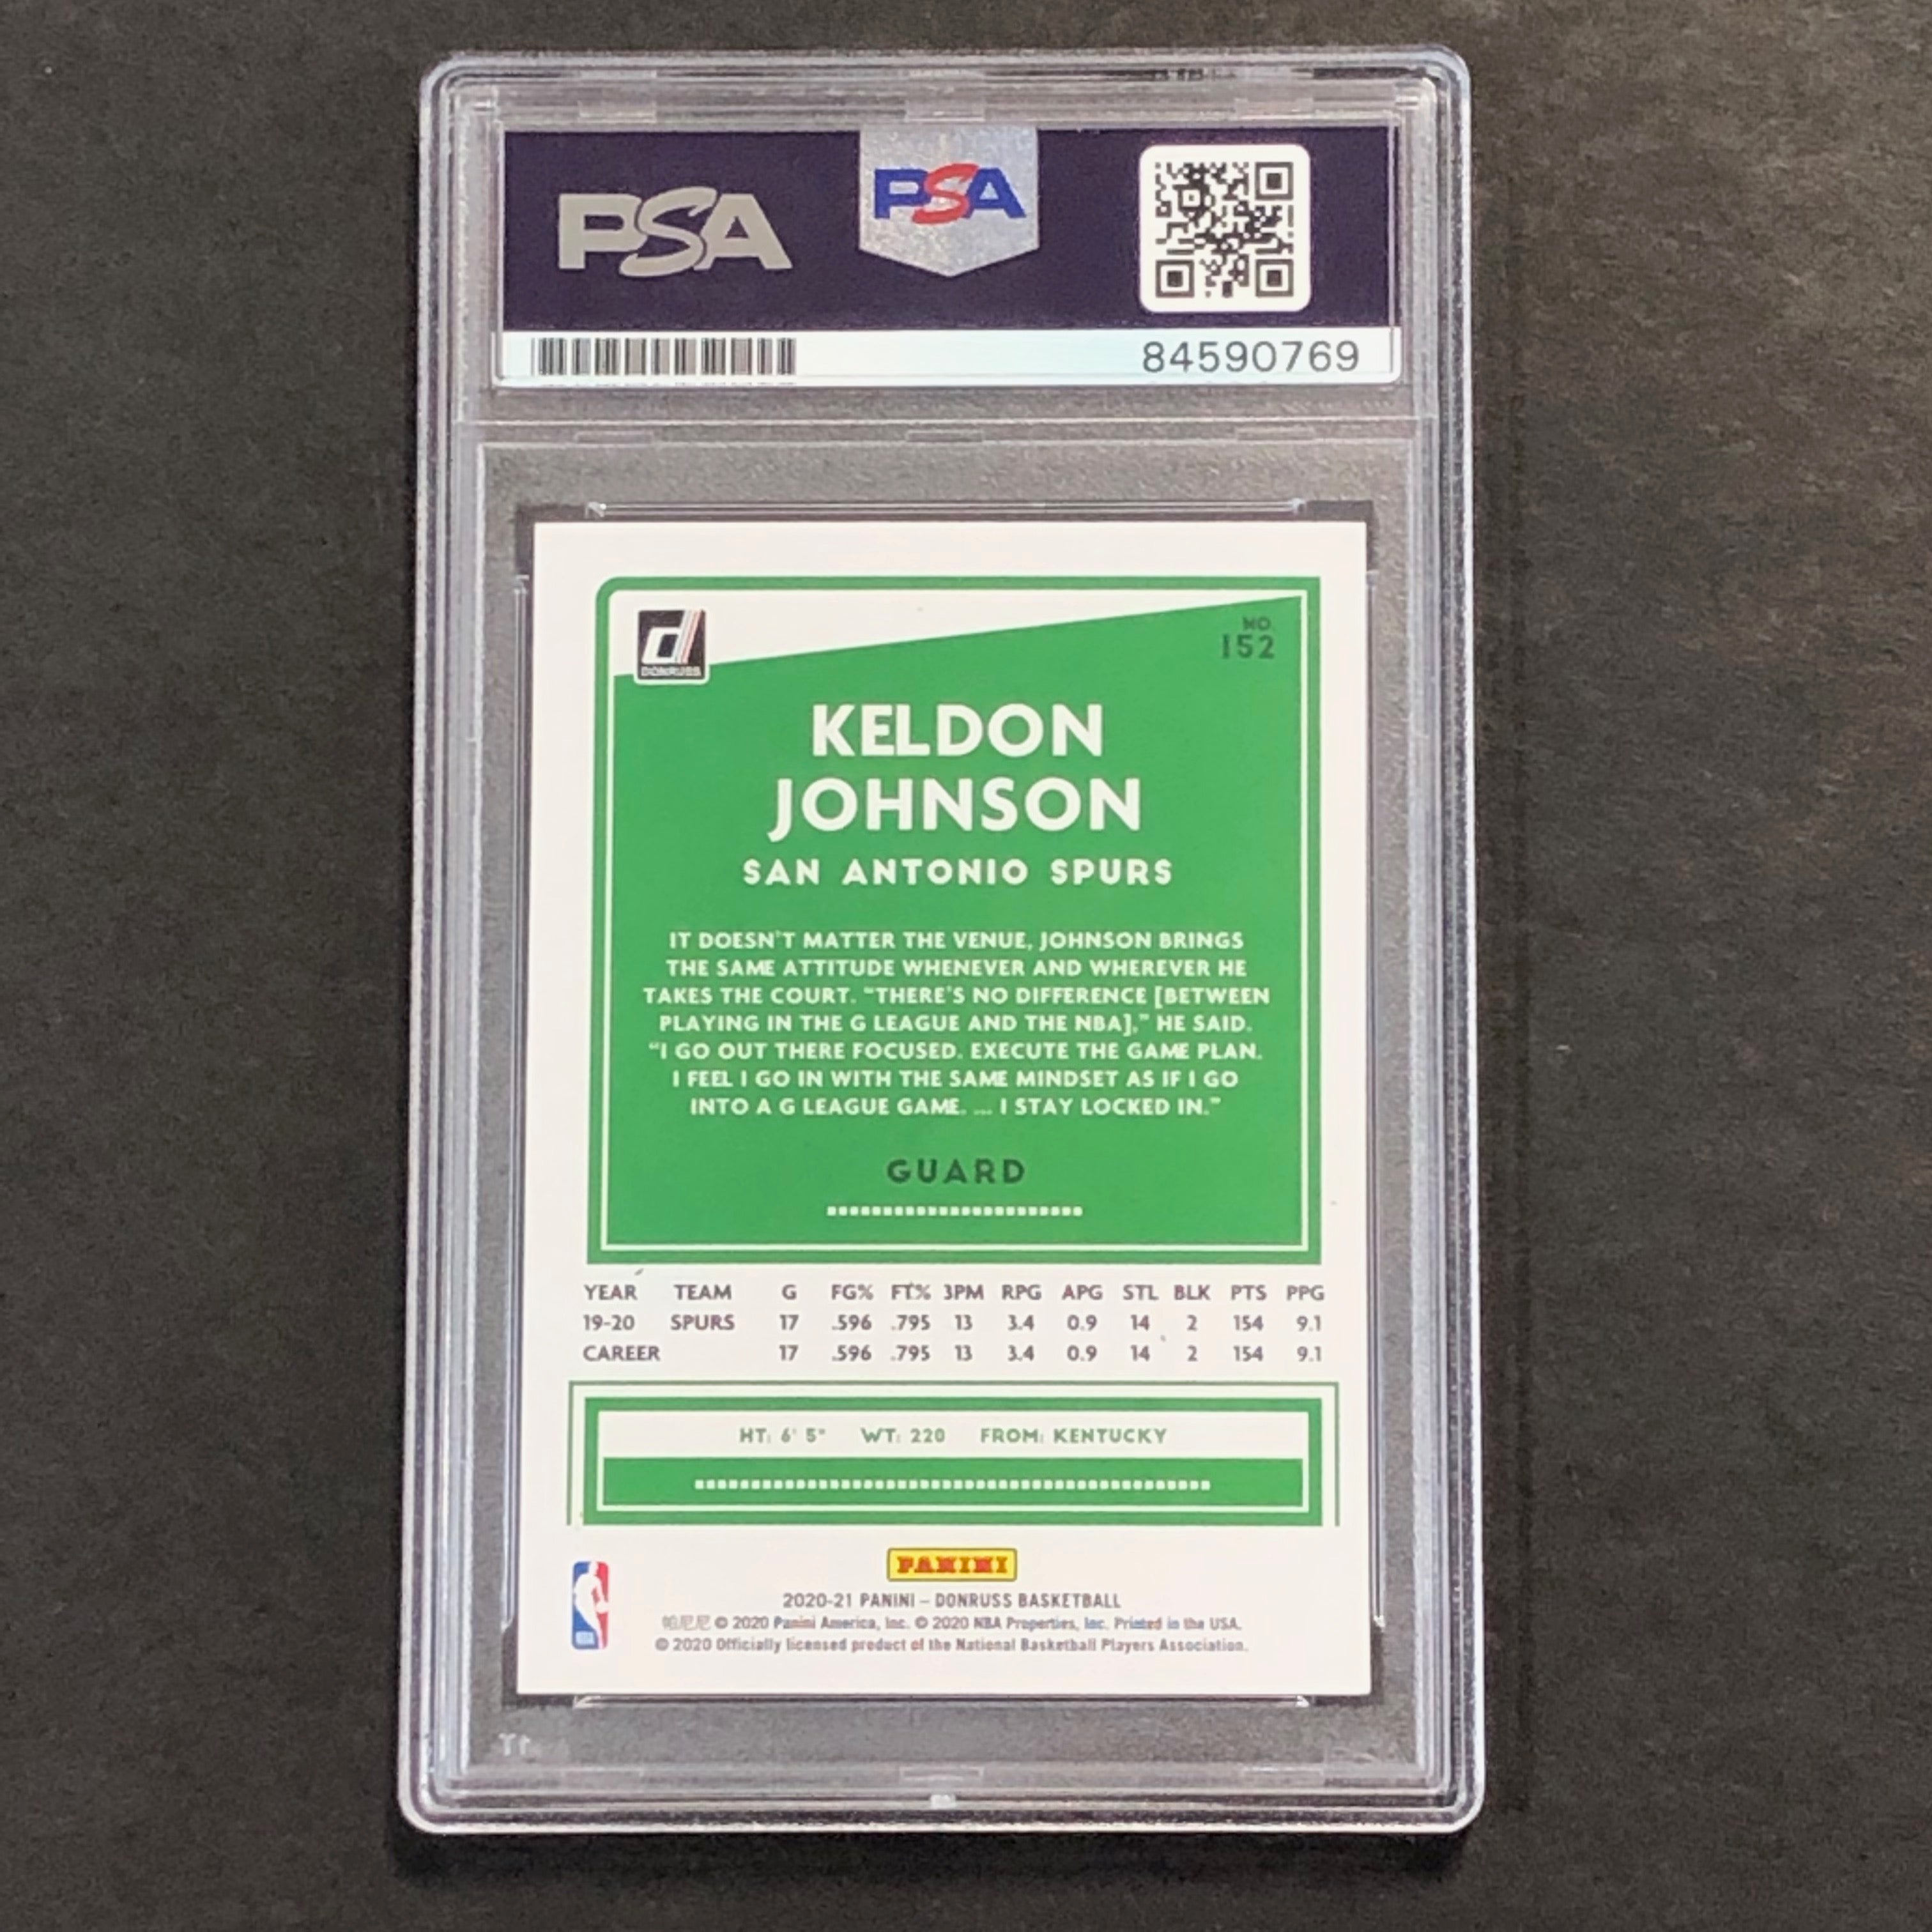 PSA
PSA
84590769
DONRUSS
NO.
152
KELDON
JOHNSON
SAN ANTONIO SPURS
IT DOESN'T MATTER THE VENUE, JOHNSON BRINGS
THE SAME ATTITUDE WHENEVER AND WHEREVER HE
TAKES THE COURT. "THERE'S NO DIFFERENCE [BETWEEN
PLAYING IN THE G LEAGUE AND THE NBA]," HE SAID.
"I GO OUT THERE FOCUSED. EXECUTE THE GAME PLAN.
I FEEL I GO IN WITH THE SAME MINDSET AS IF I GO
INTO A G LEAGUE GAME. ... I STAY LOCKED IN."
GUARD
YEAR TEAM G FG% FT% 3PM RPG APG STL BLK PTS PPG
19-20 SPURS 17 .596 .795 13 3.4 0.9 14 2 154 9.1
CAREER 17 .596 .795 13 3.4 0.9 14 2 154 9.1
HT: 6' 5" WT: 220 FROM: KENTUCKY
PANINI
2020-21 PANINI – DONRUSS BASKETBALL
帕尼尼 © 2020 Panini America, Inc. © 2020 NBA Properties, Inc. Printed in the USA.
© 2020 Officially licensed product of the National Basketball Players Association.